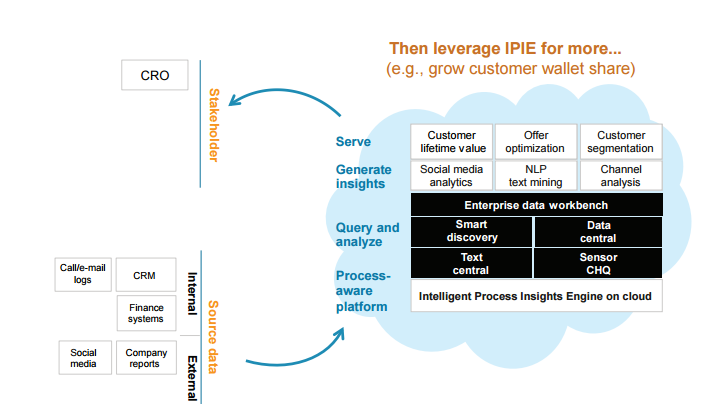 Then leverage IPIE for more...
(e.g., grow customer wallet share)
CRO
Stakeholder
Serve
Customer
lifetime value
Offer
optimization
Customer
segmentation
Generate
insights
Social media
analytics
NLP
text mining
Channel
analysis
Enterprise data workbench
Query and
analyze
Smart
discovery
Data
central
Text
central
Sensor
CHQ
Process-
aware
platform
Intelligent Process Insights Engine on cloud
Call/e-mail
logs
CRM
Finance
systems
Internal
Source data
Social
media
Company
reports
External